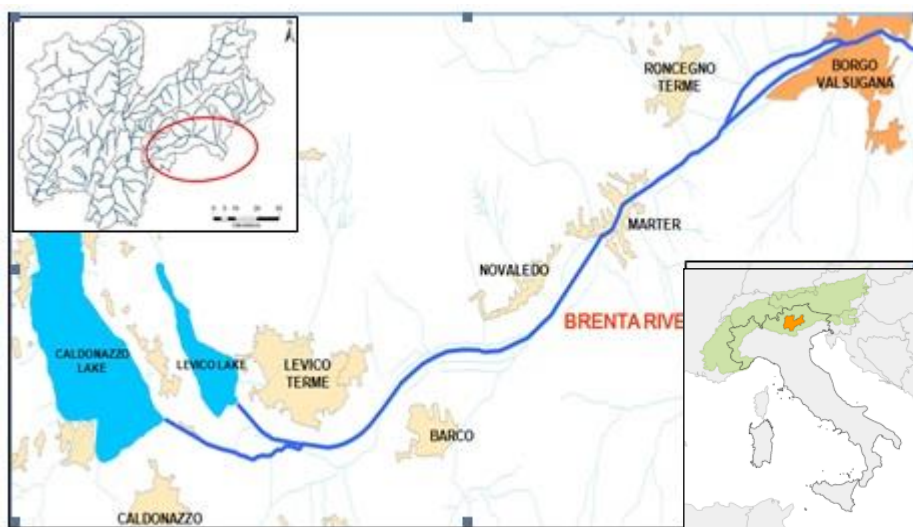 N
BORGO
VALSUGANA
RONCEGNO
TERME
MARTER
NOVALEDO
BRENTA RIVE
CALDONAZZO
LAKE
LEVICO LAKE
LEVICO
TERME
BARCO
CALDONAZZO